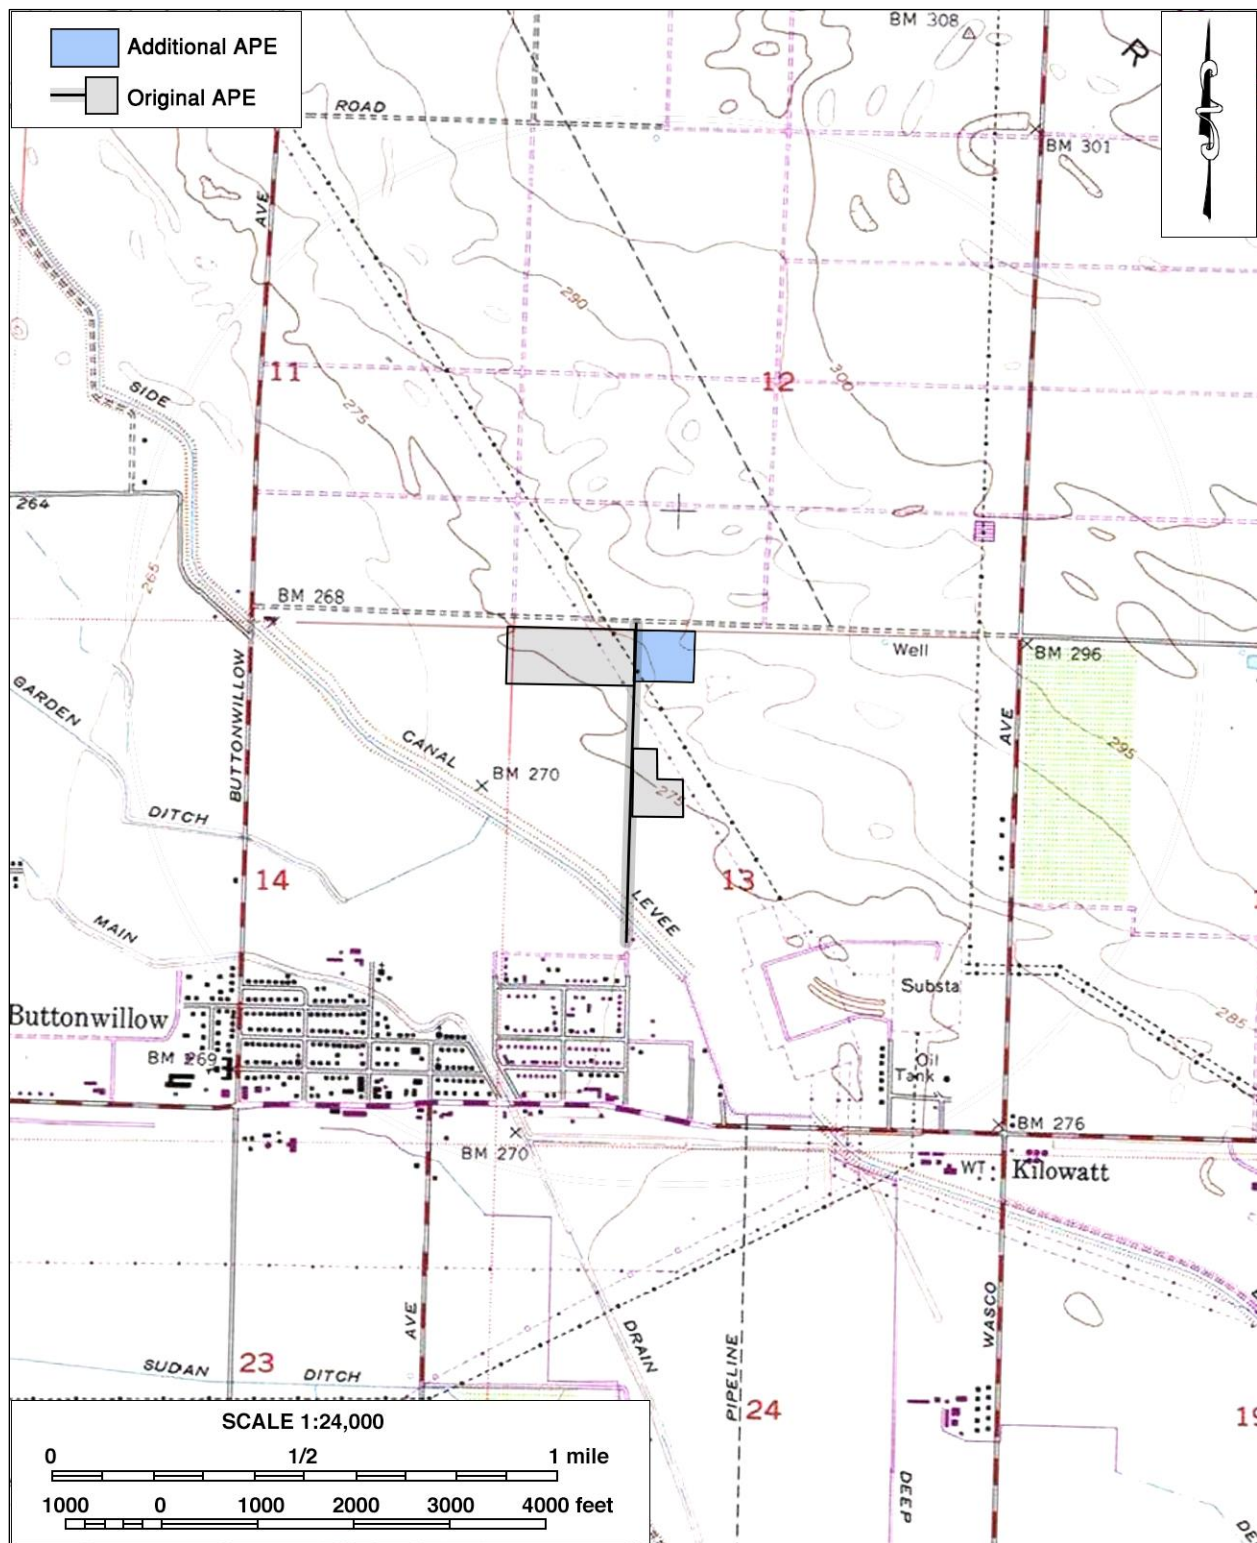 Additional APE
Original APE
BM 308
R
ROAD
BM 301
AVE
290
11
12
300
SIDE
275
264
265
BM 268
Well
BM 296
BUTTONWILLOW
GARDEN
CANAL
AVE
295
BM 270
275
DITCH
14
13
LEVEE
MAIN
Substa
Buttonwillow
285
BM 269
Oil
Tank
BM 276
BM 270
WT
Kilowatt
AVE
DRAIN
WASCO
PIPELINE
SUDAN DITCH
23
24
19
DEEP
DE
SCALE 1:24,000
0 1/2 1 mile
1000 0 1000 2000 3000 4000 feet